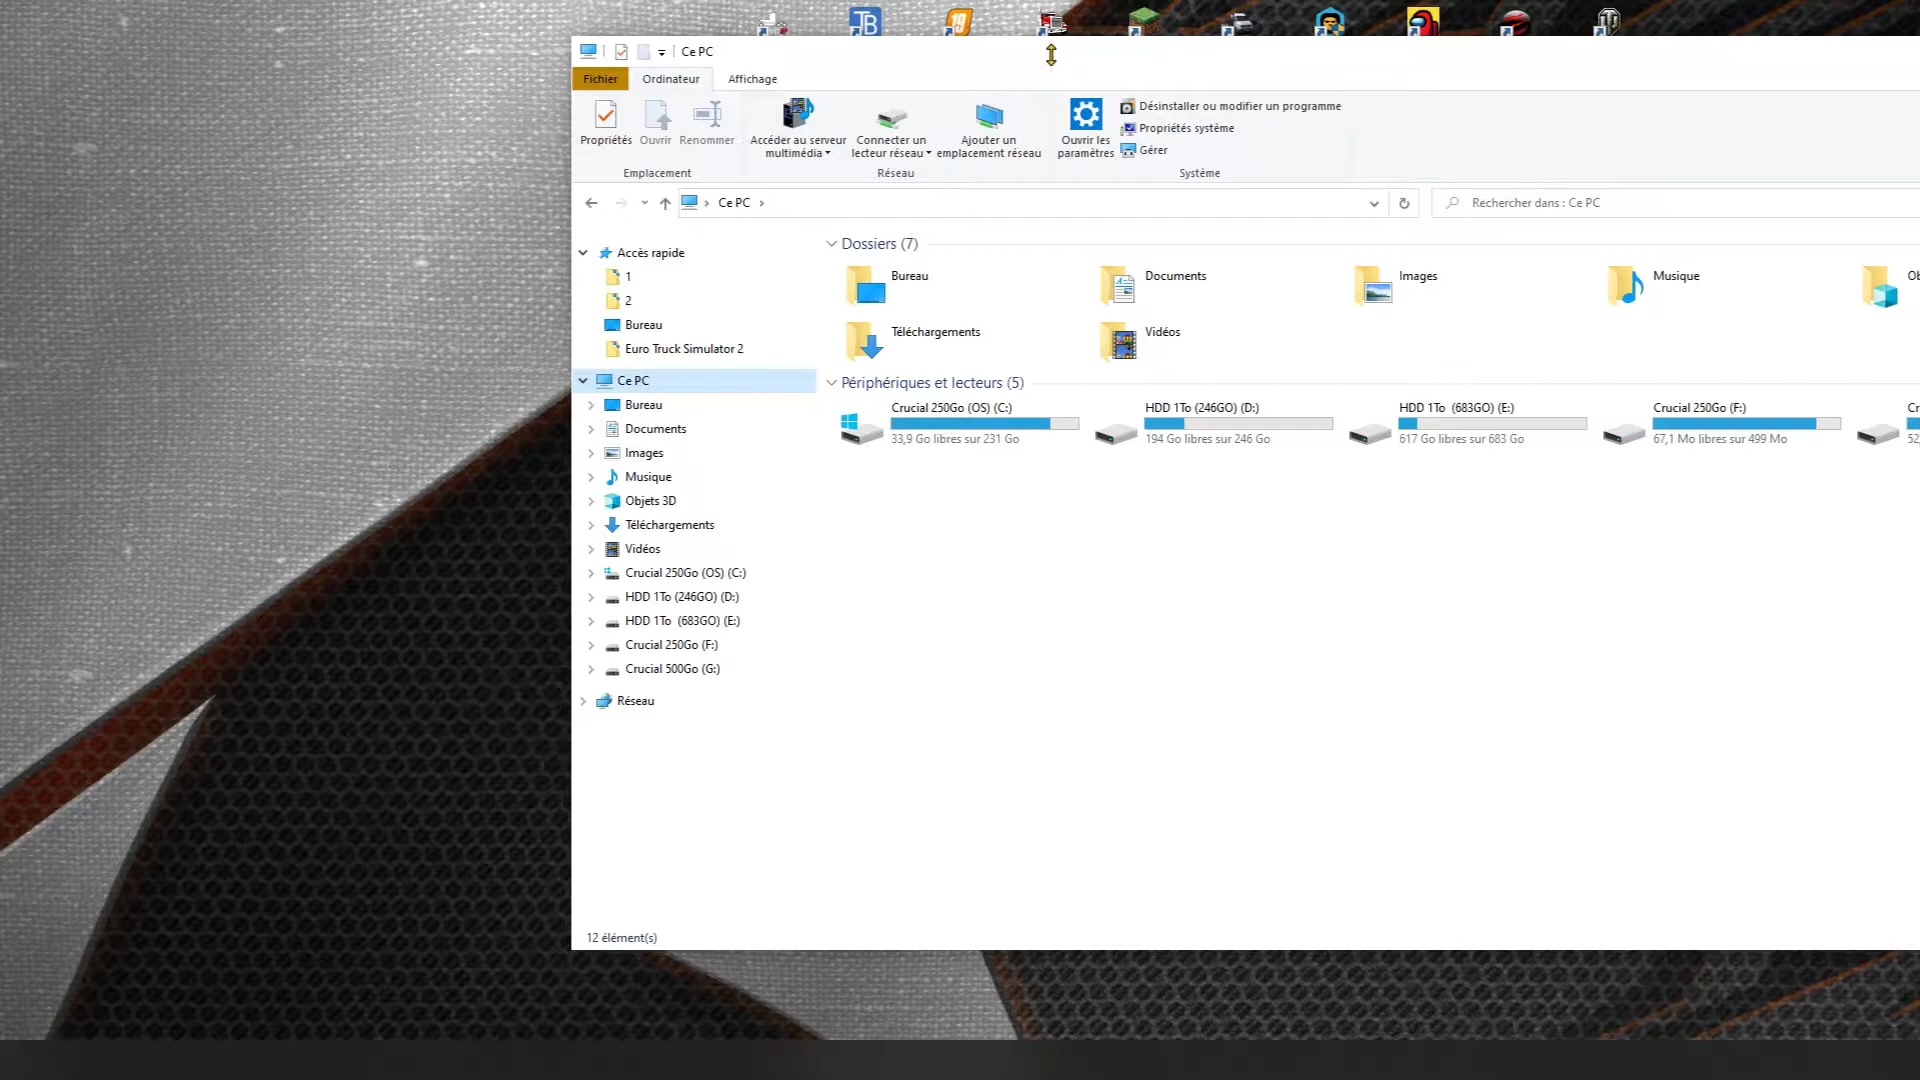 TB
19
Ce PC
Fichier
Ordinateur
Affichage
Propriétés
Ouvrir
Renommer
Accéder au serveur
multimédia
Connecter un
lecteur réseau
Ajouter un
emplacement réseau
Ouvrir les
paramètres
Désinstaller ou modifier un programme
Propriétés système
Gérer
Emplacement
Réseau
Système
Ce PC
Rechercher dans : Ce PC
Accès rapide
1
2
Bureau
Euro Truck Simulator 2
Ce PC
Bureau
Documents
Images
Musique
Objets 3D
Téléchargements
Vidéos
Crucial 250Go (OS) (C:)
HDD 1To (246GO) (D:)
HDD 1To  (683GO) (E:)
Crucial 250Go (F:)
Crucial 500Go (G:)
Réseau
Dossiers (7)
Bureau
Documents
Images
Musique
Ob
Téléchargements
Vidéos
Périphériques et lecteurs (5)
Crucial 250Go (OS) (C:)
33,9 Go libres sur 231 Go
HDD 1To (246GO) (D:)
194 Go libres sur 246 Go
HDD 1To  (683GO) (E:)
617 Go libres sur 683 Go
Crucial 250Go (F:)
67,1 Mo libres sur 499 Mo
Cr
52,
12 élément(s)